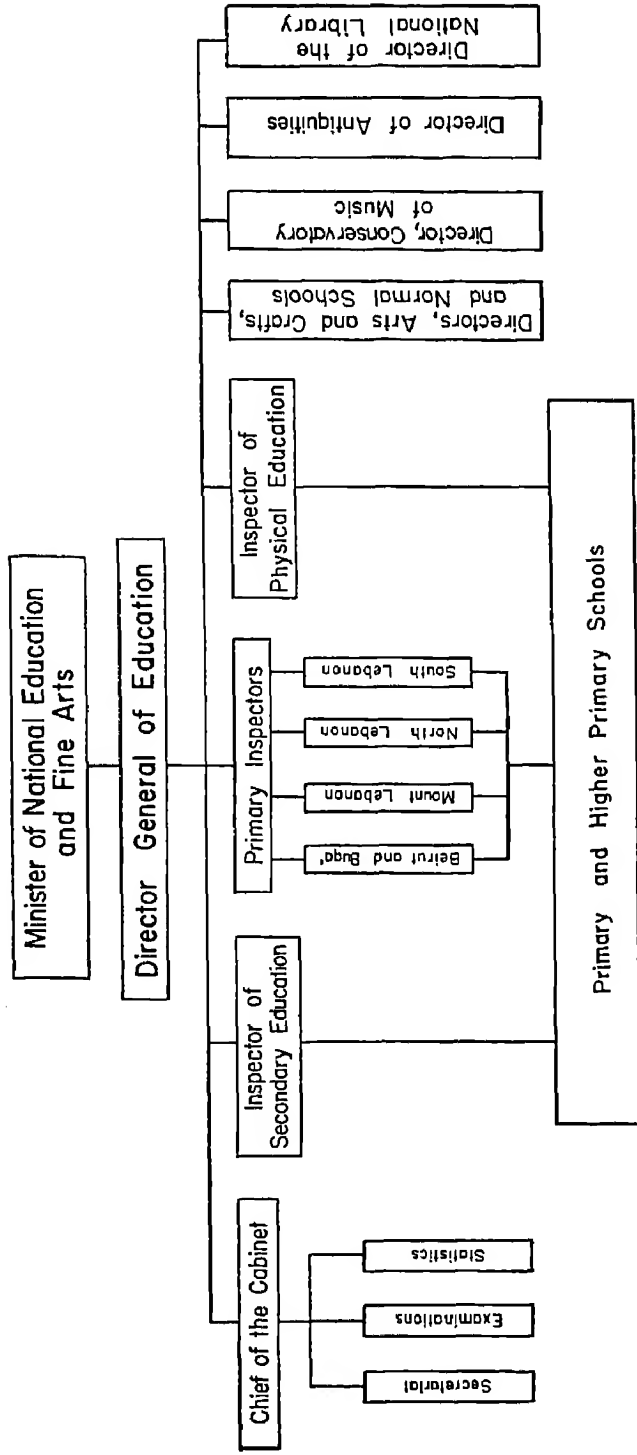 Minister of National Education
and Fine Arts
Director General of Education
Chief of the Cabinet
Secretariat
Examinations
Statistics
Inspector of
Secondary Education
Primary Inspectors
Beirut and Buqa'
Mount Lebanon
North Lebanon
South Lebanon
Inspector of
Physical Education
Directors, Arts and Crafts,
and Normal Schools
Director, Conservatory
of Music
Director of Antiquities
Director of the
National Library
Primary and Higher Primary Schools